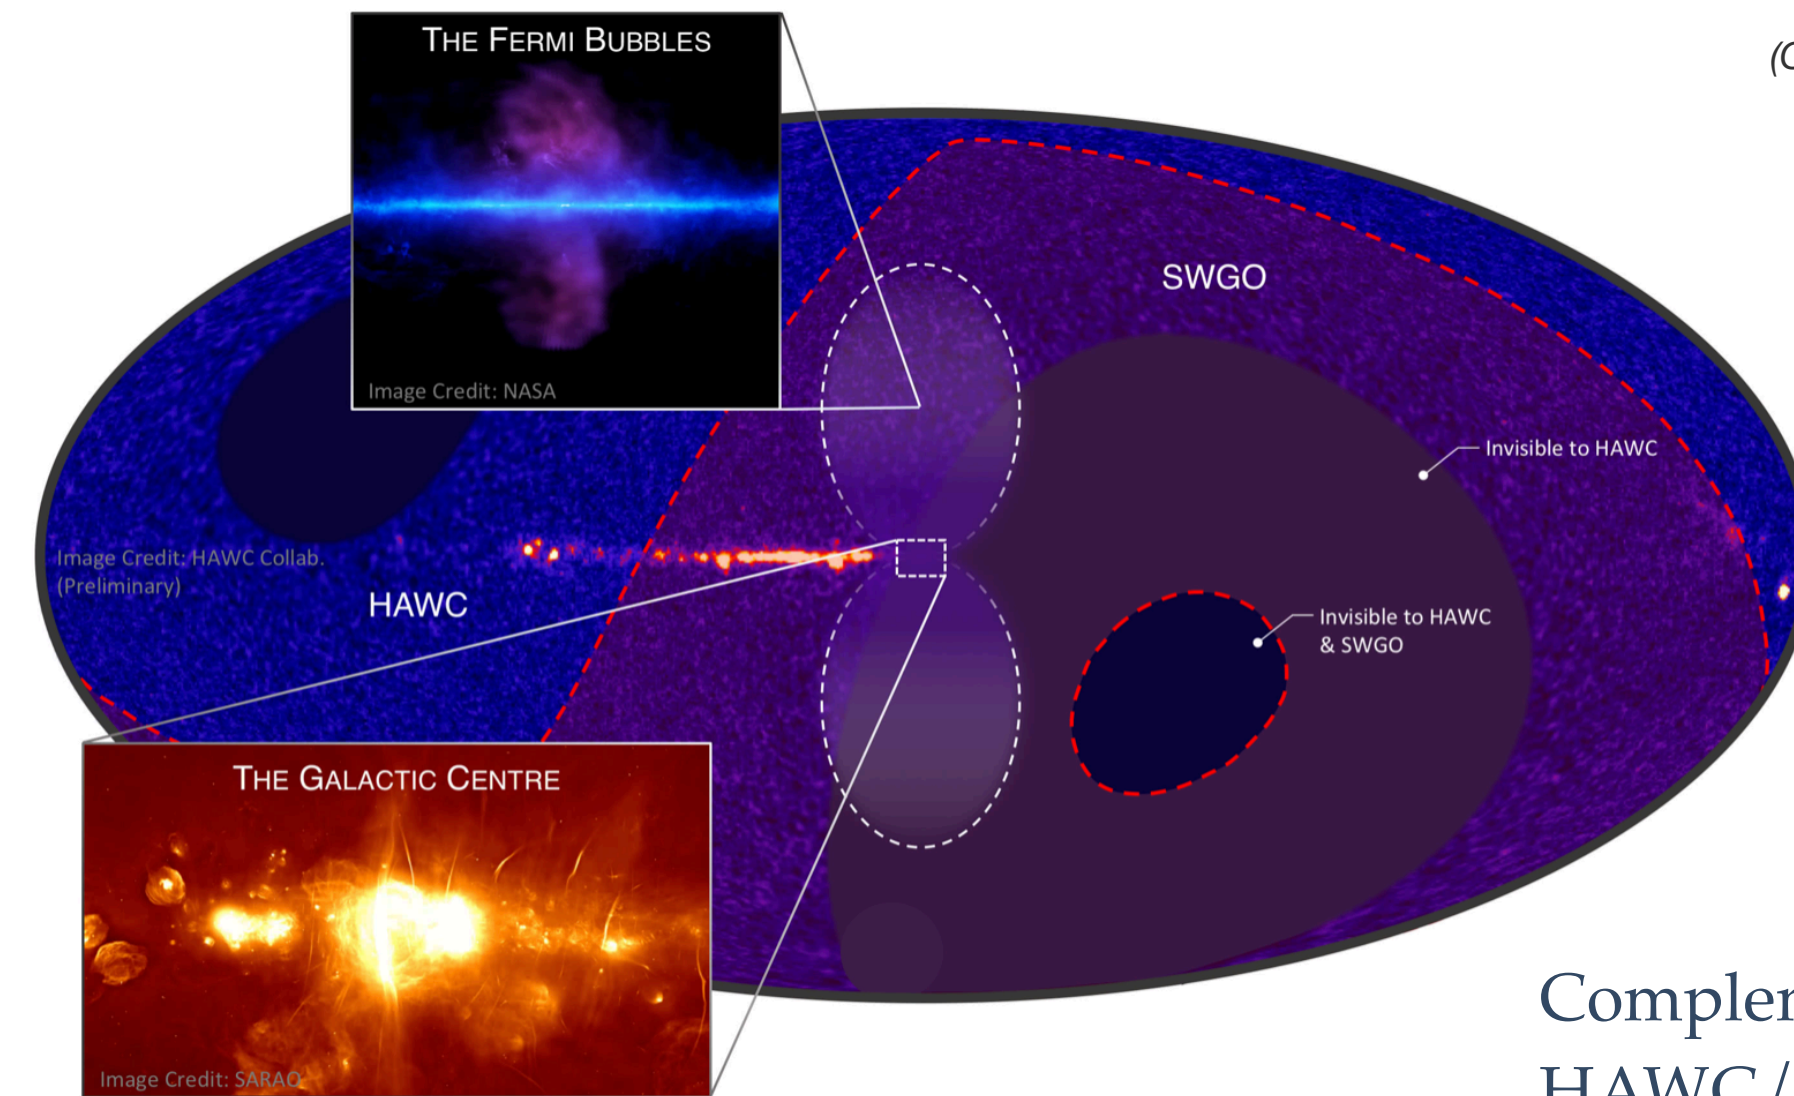 THE FERMI BUBBLES
Image Credit: NASA
SWGO
Invisible to HAWC
Image Credit: HAWC Collab.
(Preliminary)
HAWC
Invisible to HAWC
& SWGO
THE GALACTIC CENTRE
Image Credit: SARAO
HAWC/